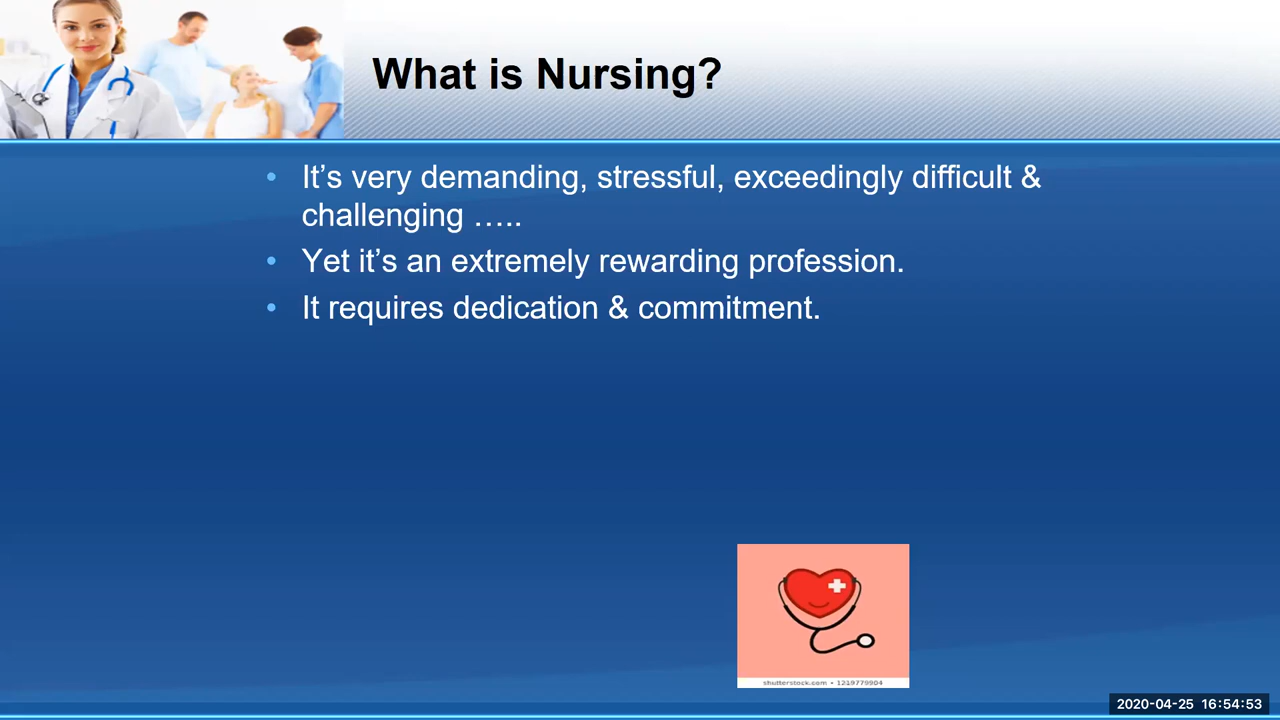 What is Nursing?
• It’s very demanding, stressful, exceedingly difficult &
challenging …..
• Yet it’s an extremely rewarding profession.
• It requires dedication & commitment.
shutterstock.com • 1219779904
2020-04-25 16:54:53